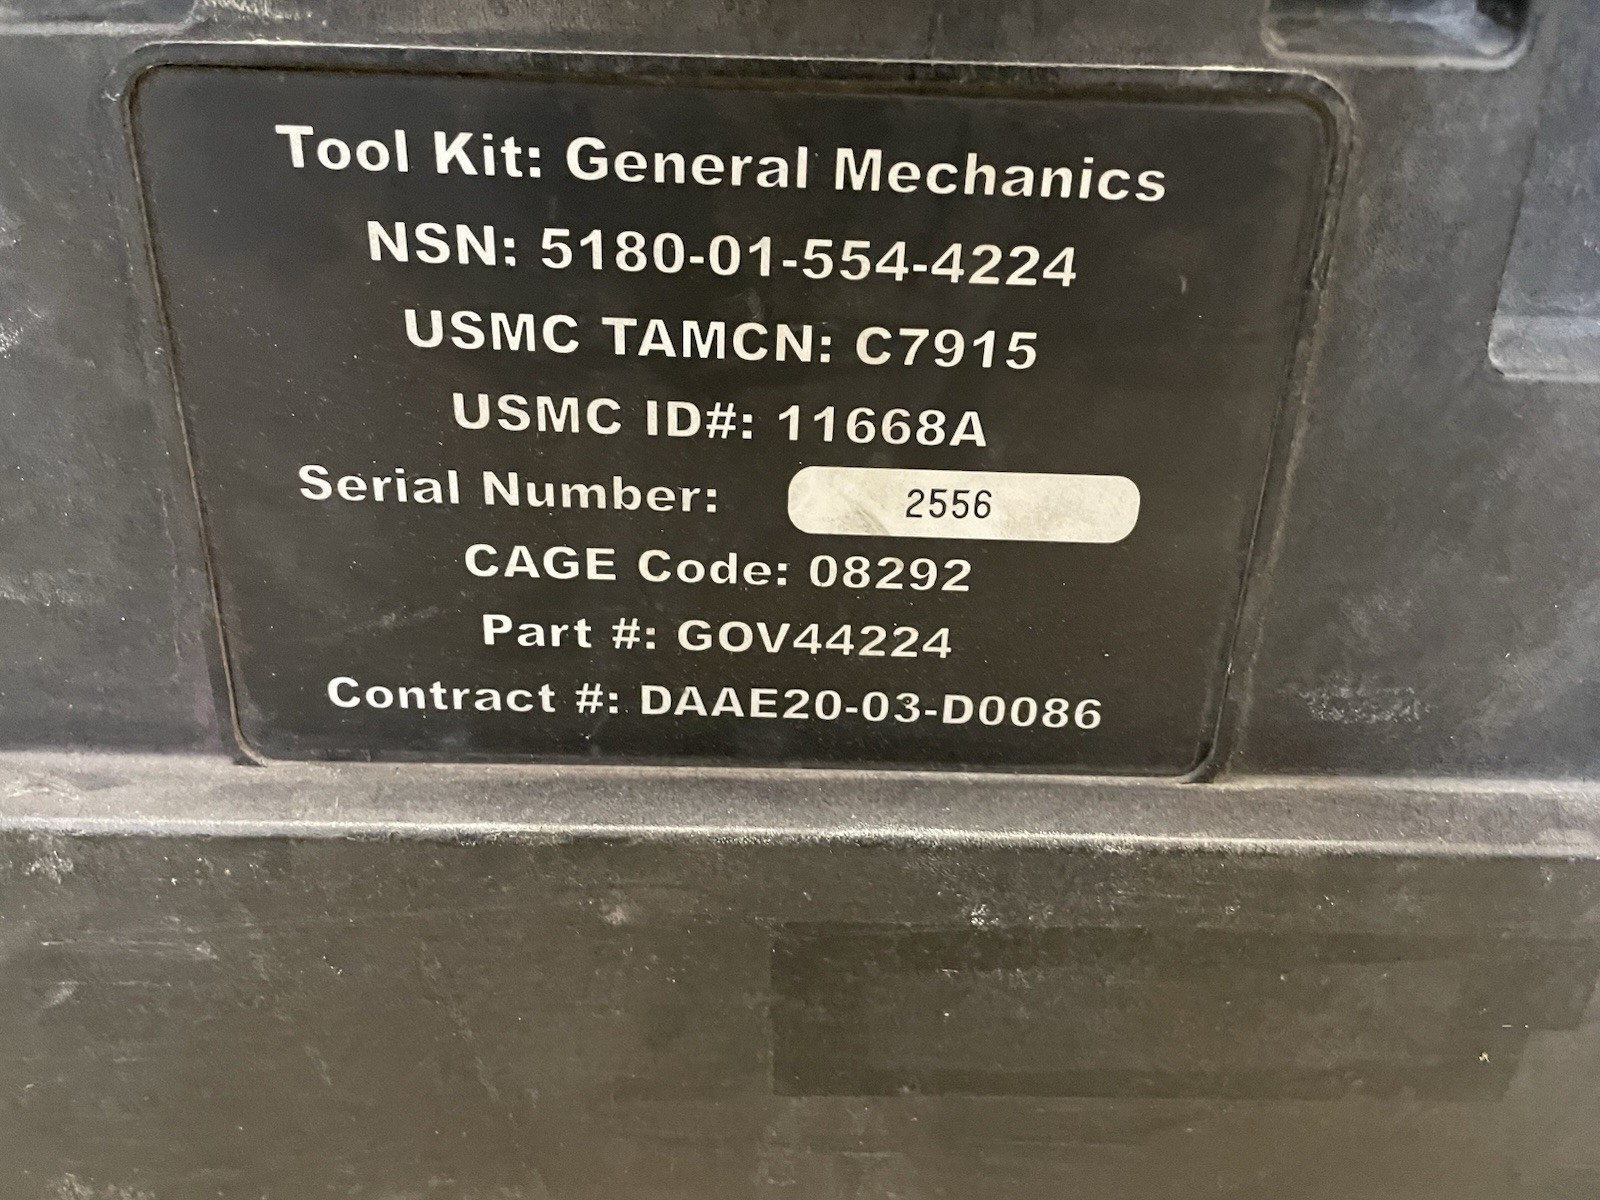 Tool Kit: General Mechanics
NSN: 5180-01-554-4224
USMC TAMCN: C7915
USMC ID#: 11668A
Serial Number: 2556
CAGE Code: 08292
Part #: GOV44224
Contract #: DAAE20-03-D0086